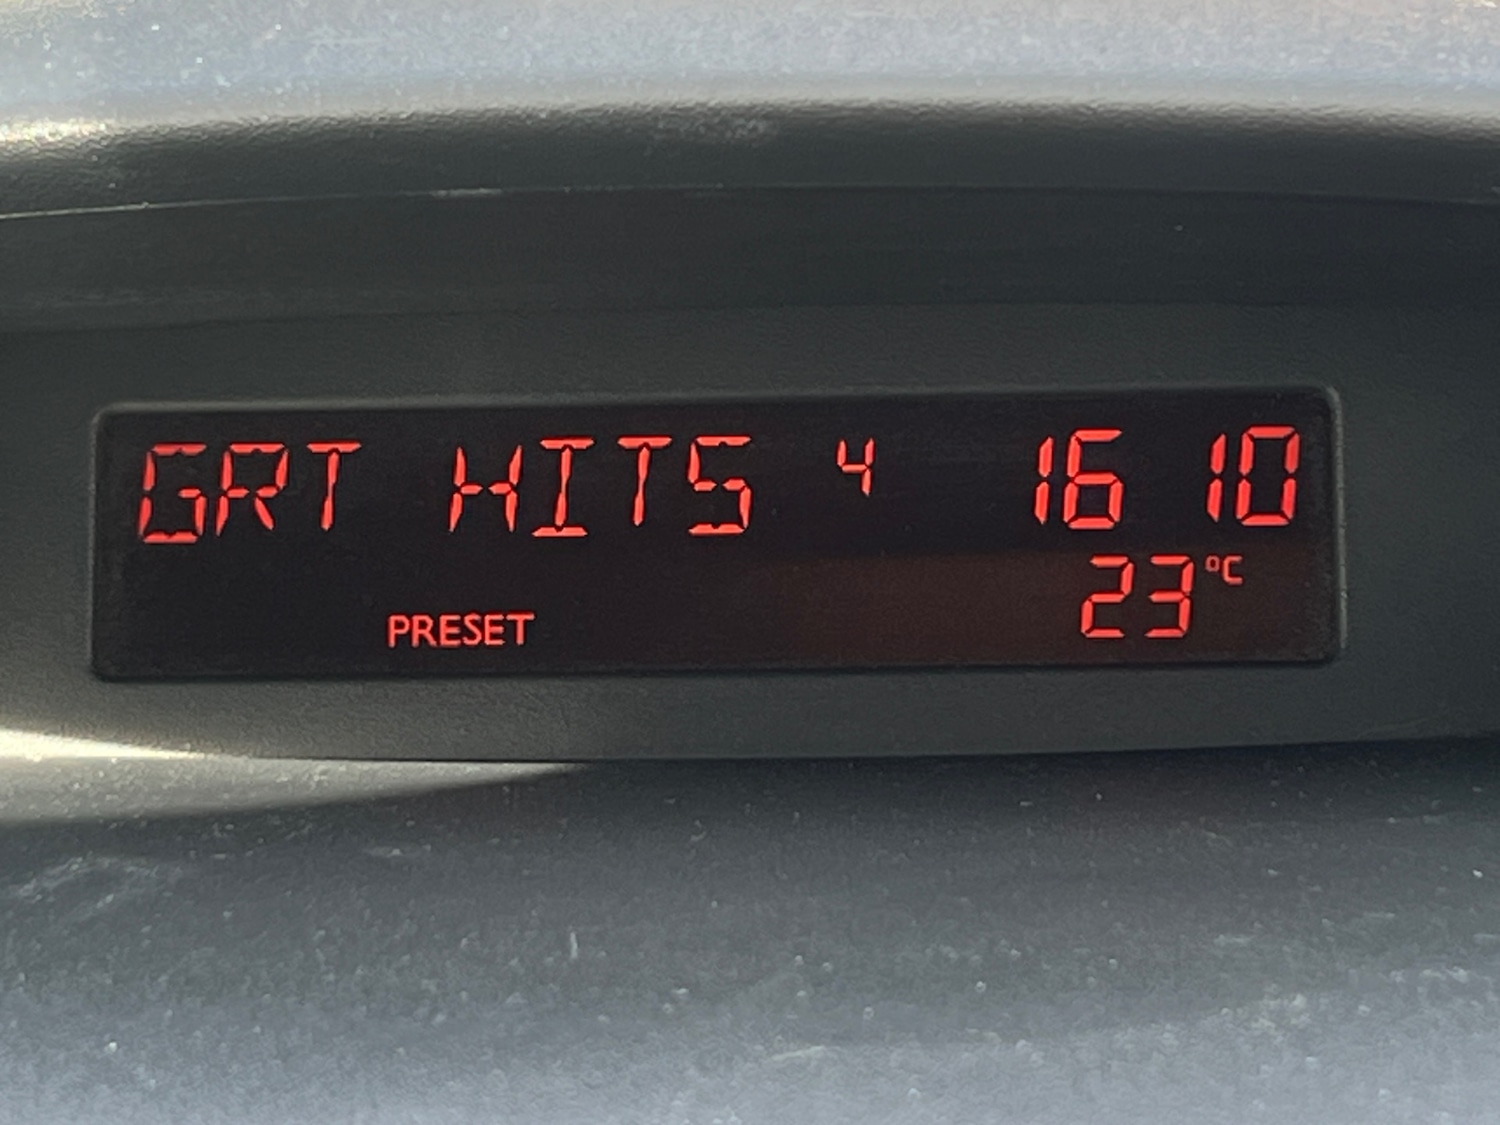 GRT HITS 4 16 10
PRESET 23 °C